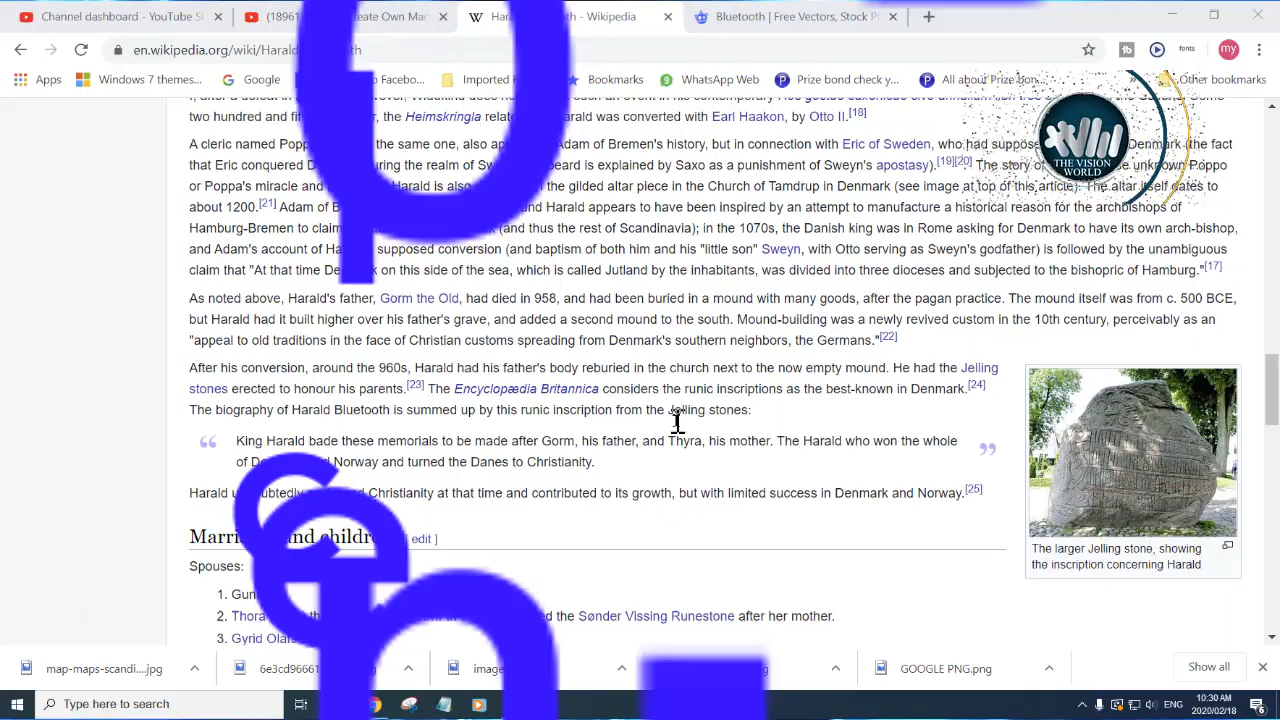 Channel dashboard - YouTube S
(18961
reate Own Mac
Wikipedia
Bluetooth | Free Vectors, Stock P
en.wikipedia.org/wiki/Harald
fonts
my
Apps
Windows 7 themes...
Google
Facebo...
Imported
Bookmarks
WhatsApp Web
Prize bond check y...
All about Prize Bon...
Other bookmarks
two hundred and the Heimskringla Harald was converted with Earl Haakon, by Otto II.[18]
A cleric named the same one, also Adam of Bremen's history, but in connection with Eric of Sweden, who had Denmark (the fact
that Eric conquered during the realm of is explained by Saxo as a punishment of Sweyn's apostasy).[19][20] The story of unknown Poppo
or Poppa's miracle and Harald is also the gilded altar piece in the Church of Tamdrup in Denmark (see image at top of this article). The altar itself dates to
about 1200.[21] Adam of and Harald appears to have been inspired by an attempt to manufacture a historical reason for the archbishops of
Hamburg-Bremen to claim (and thus the rest of Scandinavia); in the 1070s, the Danish king was in Rome asking for Denmark to have its own arch-bishop,
and Adam's account of supposed conversion (and baptism of both him and his "little son" Sweyn, with Otto serving as Sweyn's godfather) is followed by the unambiguous
claim that "At that time on this side of the sea, which is called Jutland by the inhabitants, was divided into three dioceses and subjected to the bishopric of Hamburg."[17]
As noted above, Harald's father, Gorm the Old, had died in 958, and had been buried in a mound with many goods, after the pagan practice. The mound itself was from c. 500 BCE,
but Harald had it built higher over his father's grave, and added a second mound to the south. Mound-building was a newly revived custom in the 10th century, perceivably as an
"appeal to old traditions in the face of Christian customs spreading from Denmark's southern neighbors, the Germans."[22]
After his conversion, around the 960s, Harald had his father's body reburied in the church next to the now empty mound. He had the Jelling
stones erected to honour his parents.[23] The Encyclopædia Britannica considers the runic inscriptions as the best-known in Denmark.[24]
The biography of Harald Bluetooth is summed up by this runic inscription from the Jelling stones:
“ King Harald bade these memorials to be made after Gorm, his father, and Thyra, his mother. The Harald who won the whole ”
of Norway and turned the Danes to Christianity.
Harald Christianity at that time and contributed to its growth, but with limited success in Denmark and Norway.[25]
The larger Jelling stone, showing
the inscription concerning Harald
[ edit ]
Spouses:
1.
2. Thora the Sønder Vissing Runestone after her mother.
3. Gyrid
THE VISION
WORLD
map-maps-scandi....jpg
6e3cd96661
GOOGLE PNG.png
Show all
Type here to search
ENG
10:30 AM
2020/02/18
6